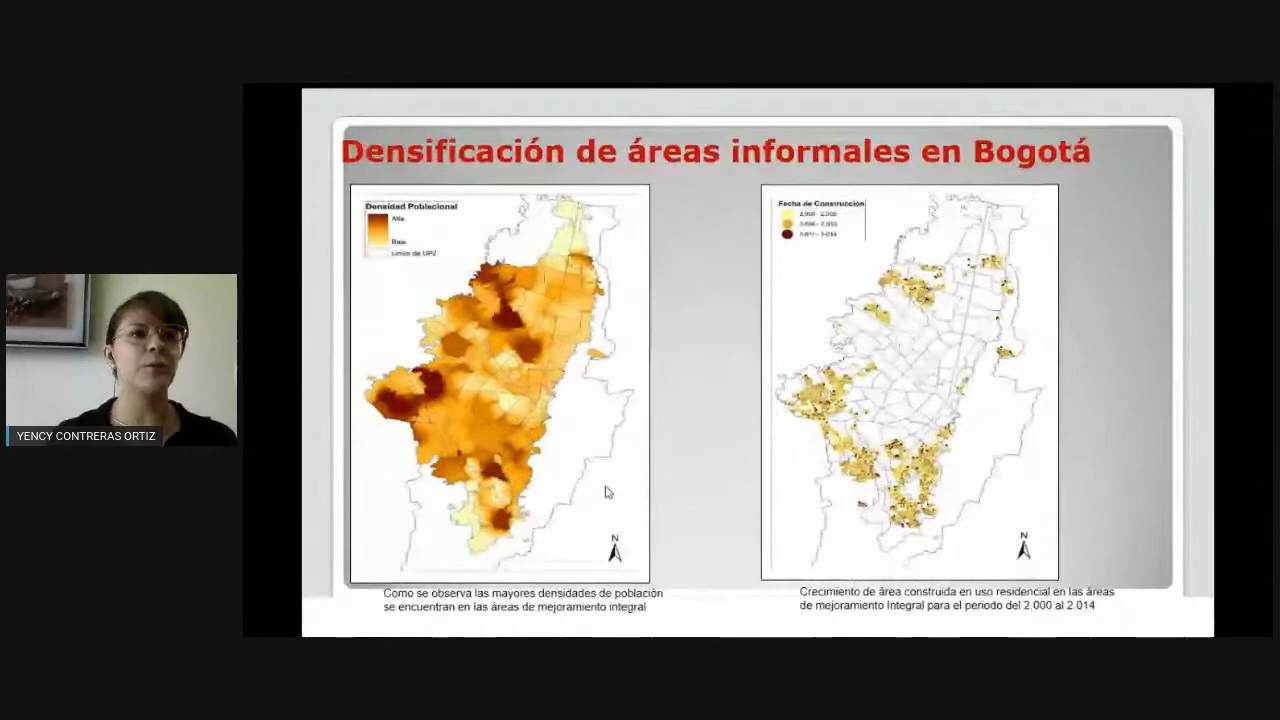 Densificación de áreas informales en Bogotá
Densidad Poblacional
Alta
Baja
Limite de UPZ
N
Como se observa las mayores densidades de población
se encuentran en las áreas de mejoramiento integral
Fecha de Construccion
N
Crecimiento de área construida en uso residencial en las áreas
de mejoramiento Integral para el periodo del 2.000 al 2.014
YENCY CONTRERAS ORTIZ